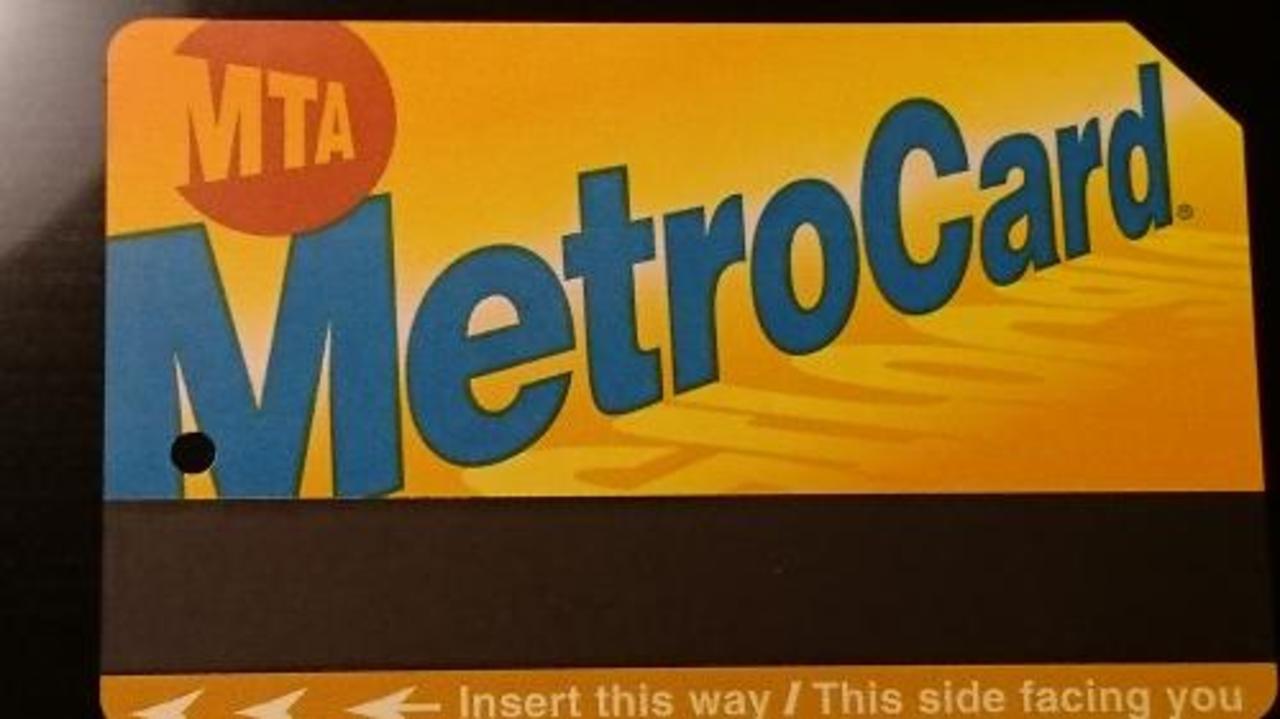 MTA
MetroCard®
Insert this way / This side facing you